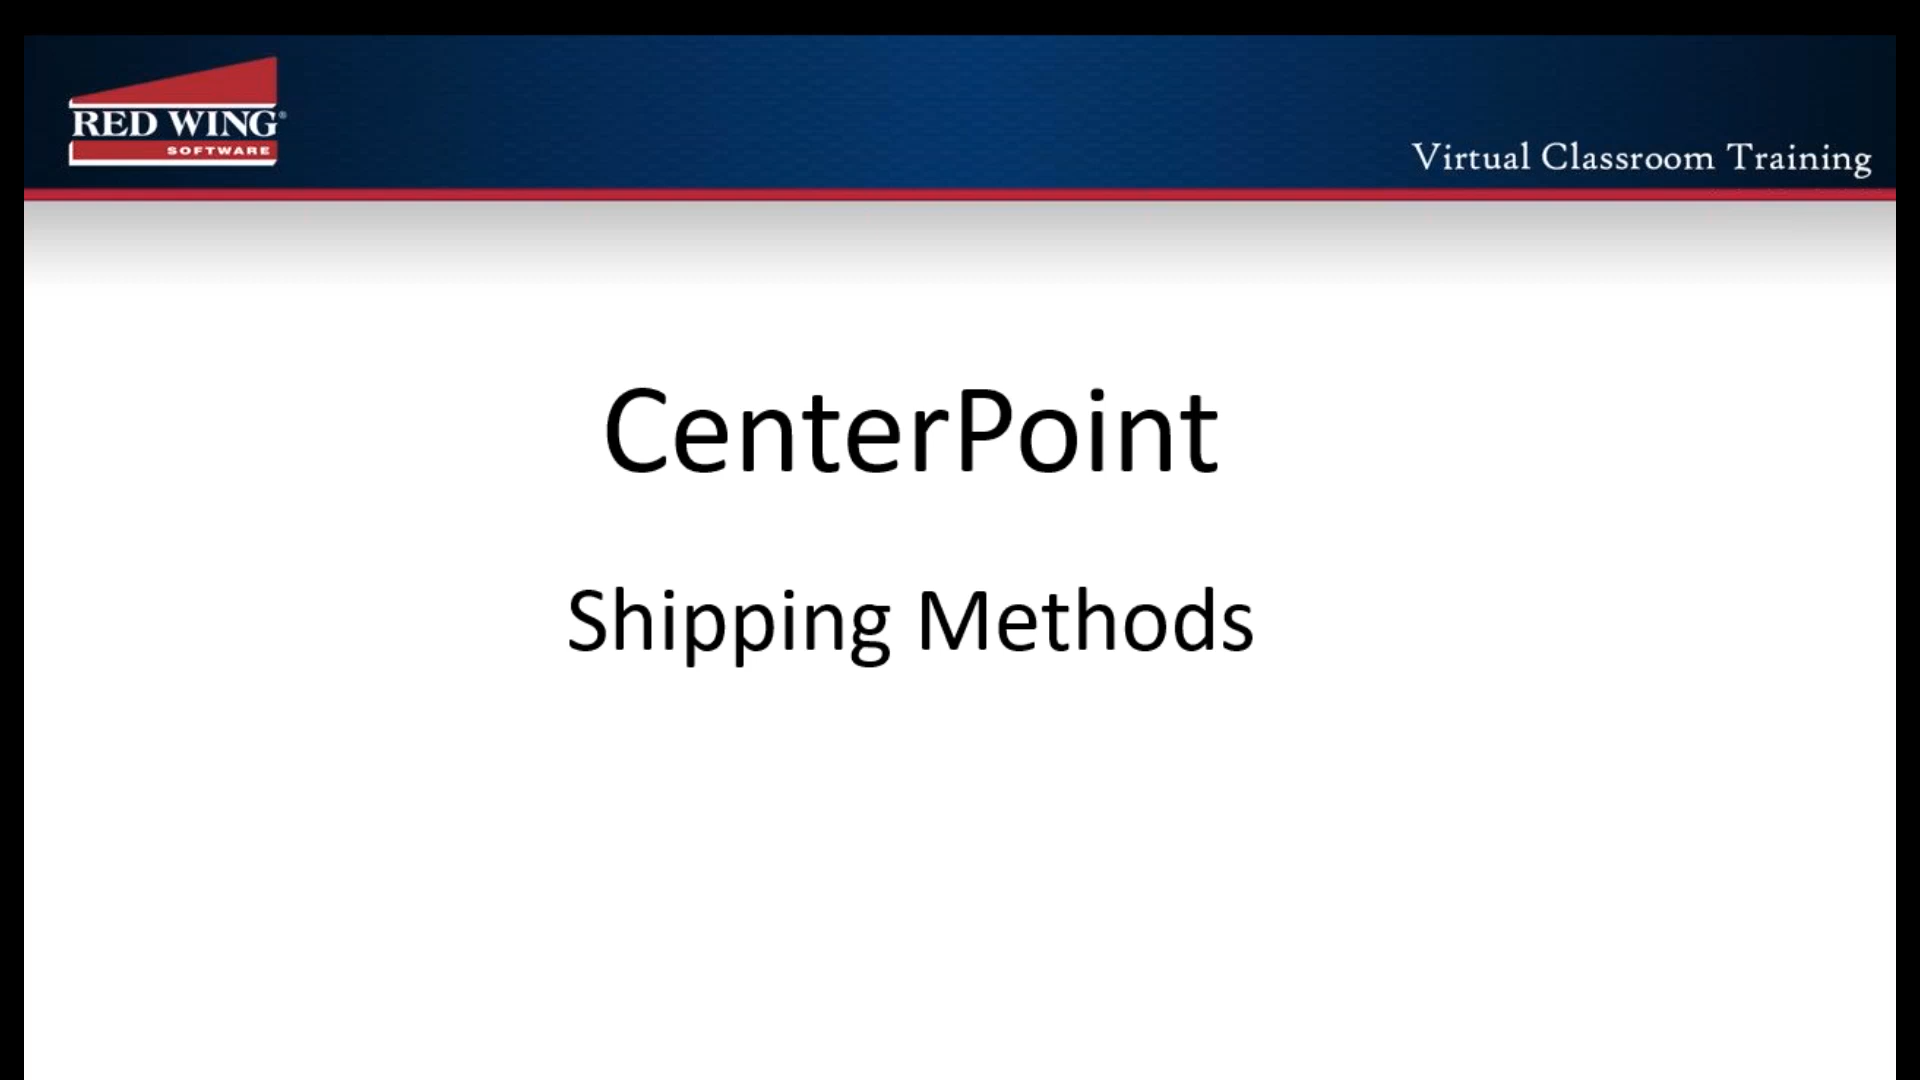 RED WING®
SOFTWARE
Virtual Classroom Training
CenterPoint
Shipping Methods